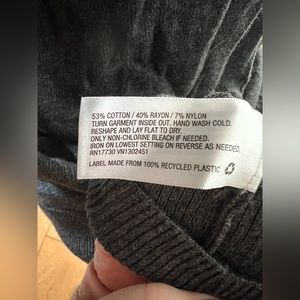 53% COTTON / 40% RAYON / 7% NYLON
TURN GARMENT INSIDE OUT. HAND WASH COLD.
RESHAPE AND LAY FLAT TO DRY.
ONLY NON-CHLORINE BLEACH IF NEEDED.
IRON ON LOWEST SETTING ON REVERSE AS NEEDED.
RN17730 VN1302451
LABEL MADE FROM 100% RECYCLED PLASTIC